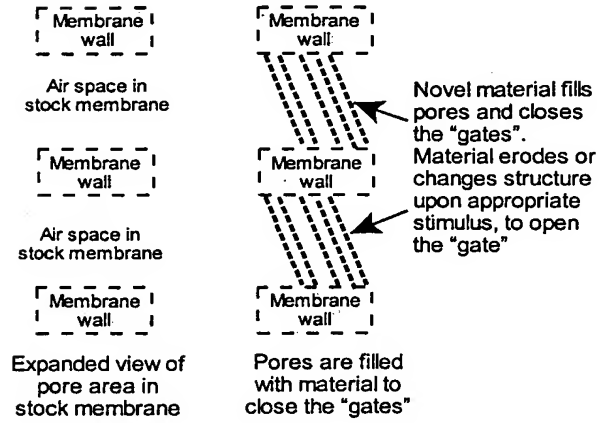 Membrane
wall
Air space in
stock membrane
Membrane
wall
Air space in
stock membrane
Membrane
wall
Expanded view of
pore area in
stock membrane
Membrane
wall
Membrane
wall
Membrane
wall
Pores are filled
with material to
close the "gates"
Novel material fills
pores and closes
the "gates".
Material erodes or
changes structure
upon appropriate
stimulus, to open
the "gate"